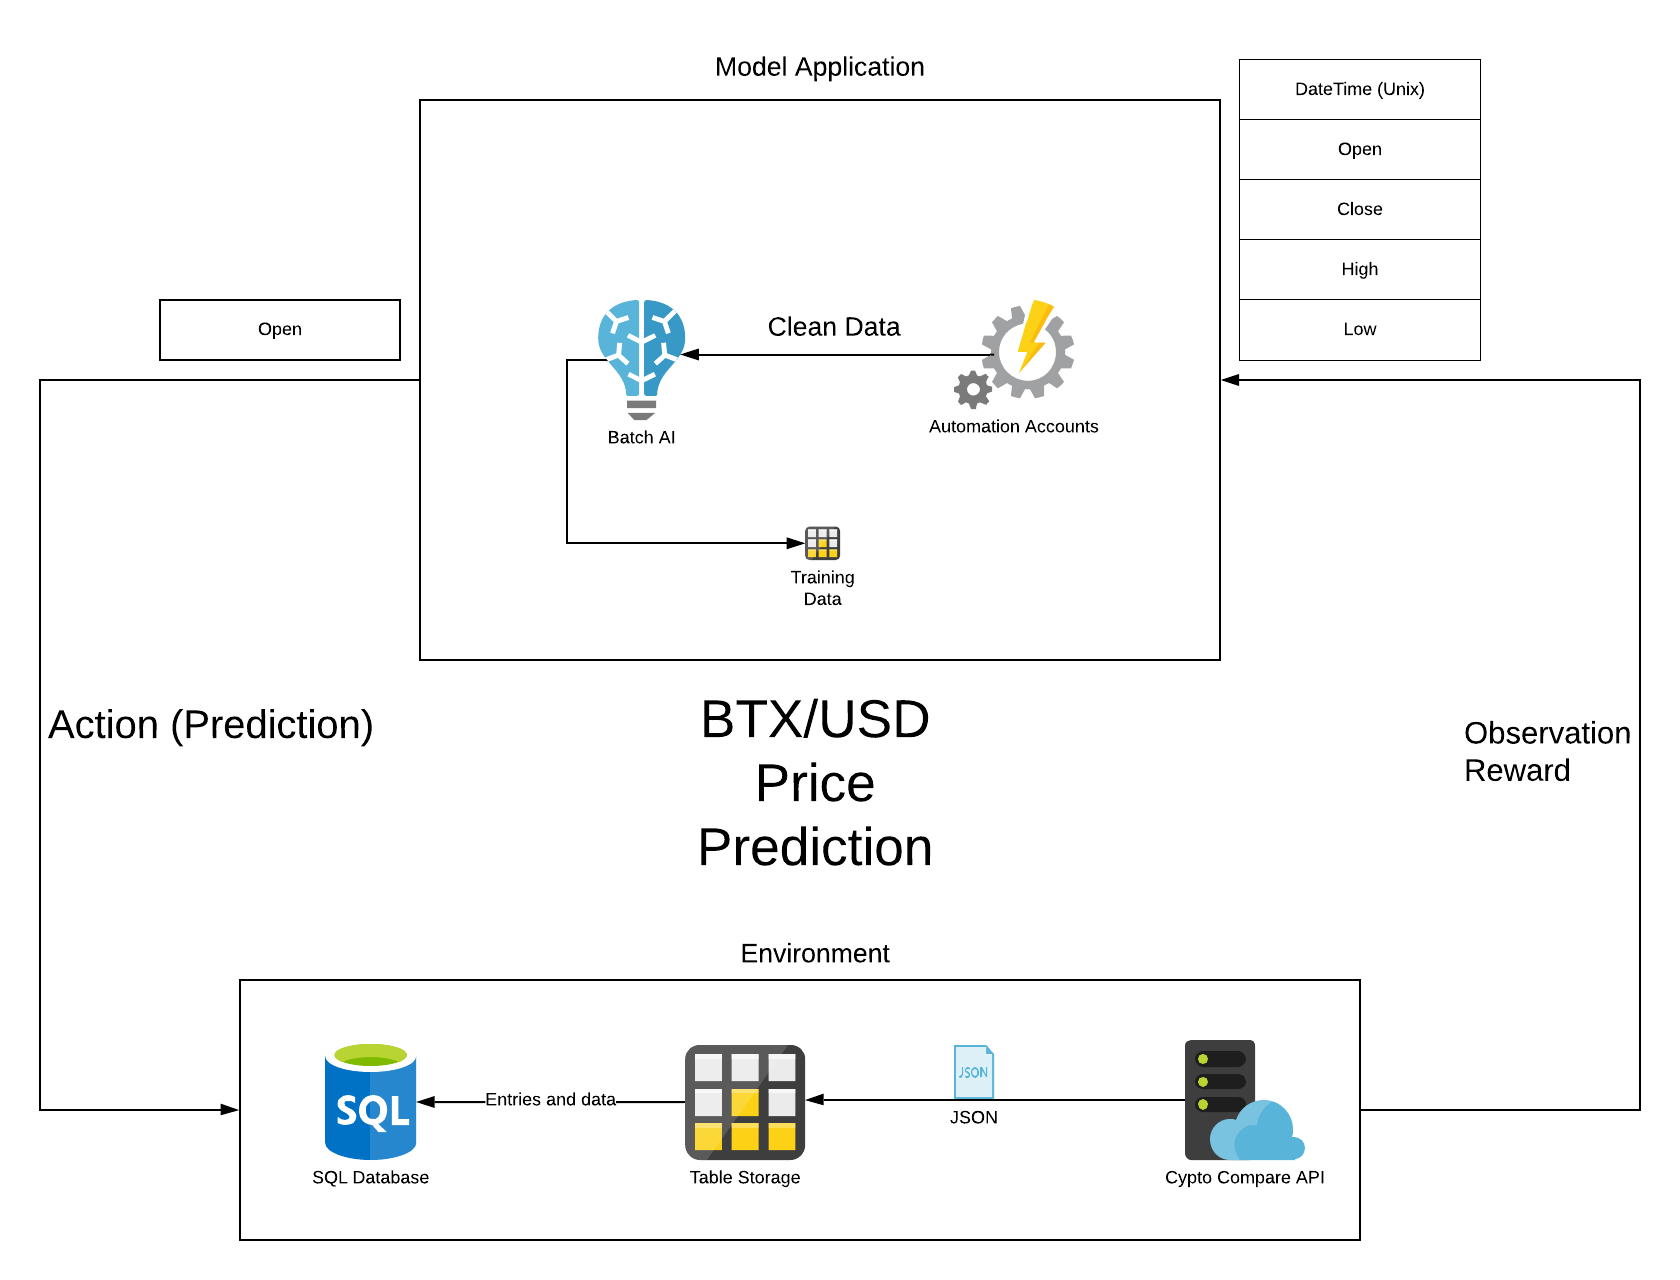 Model Application
DateTime (Unix)
Open
Close
High
Low
Open
Clean Data
Batch AI
Automation Accounts
Training
Data
Action (Prediction)
BTX/USD
Price
Prediction
Observation
Reward
Environment
SQL
Entries and data
JSON
JSON
SQL Database
Table Storage
Cypto Compare API